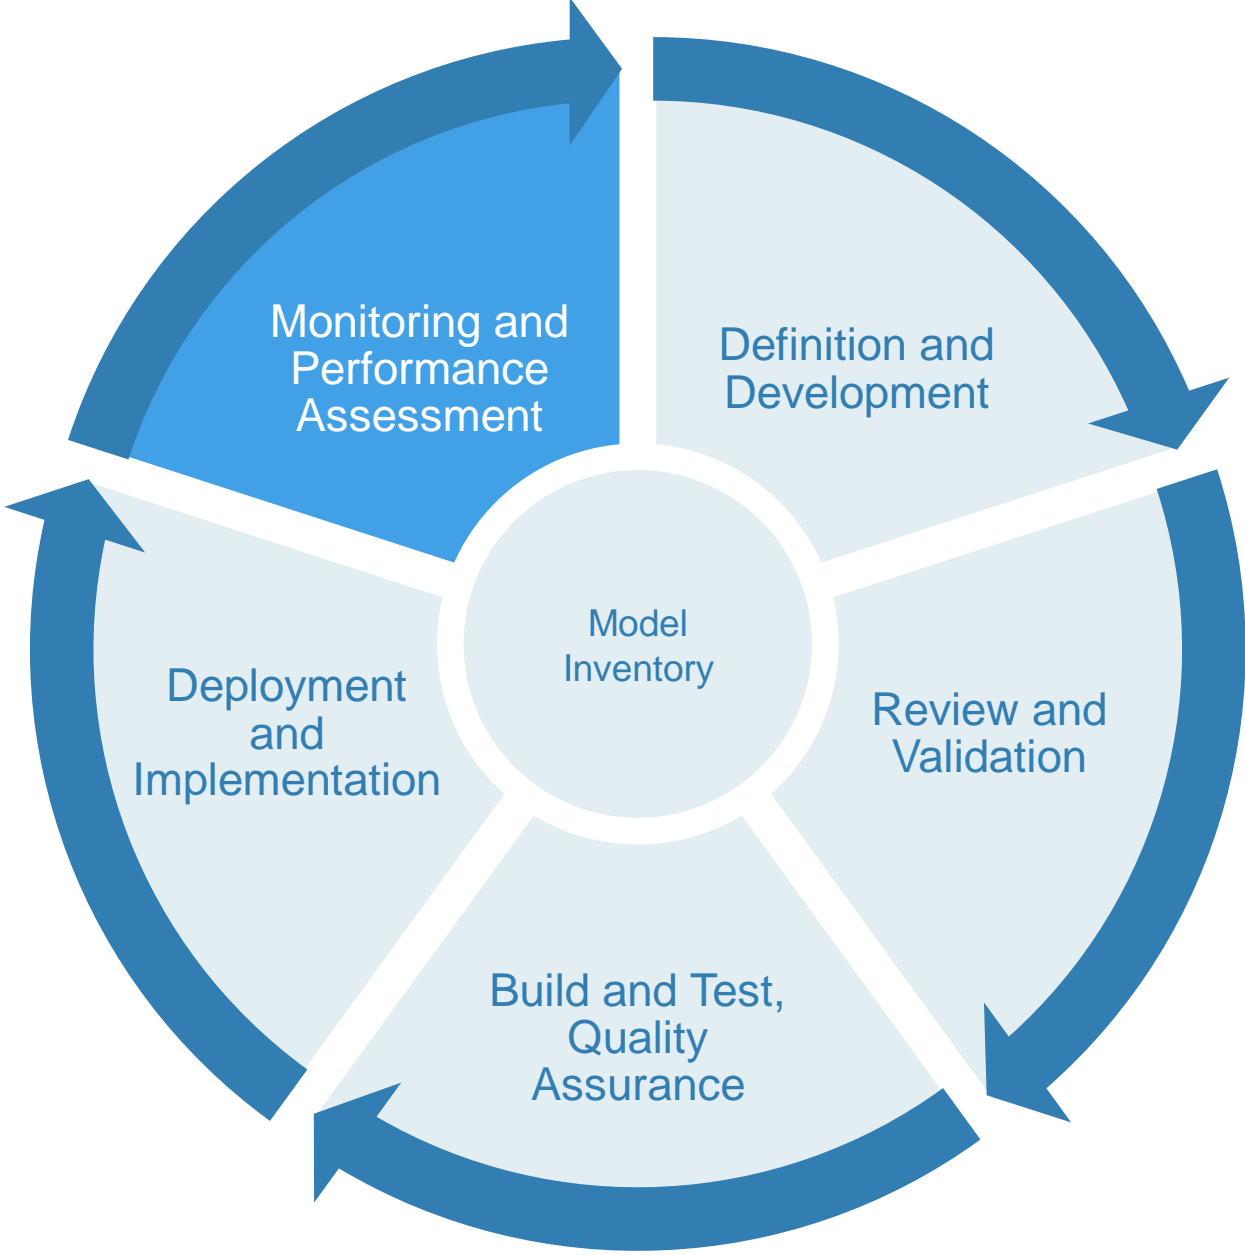 Monitoring and
Performance
Assessment
Definition and
Development
Model
Inventory
Deployment
and
Implementation
Review and
Validation
Build and Test,
Quality
Assurance